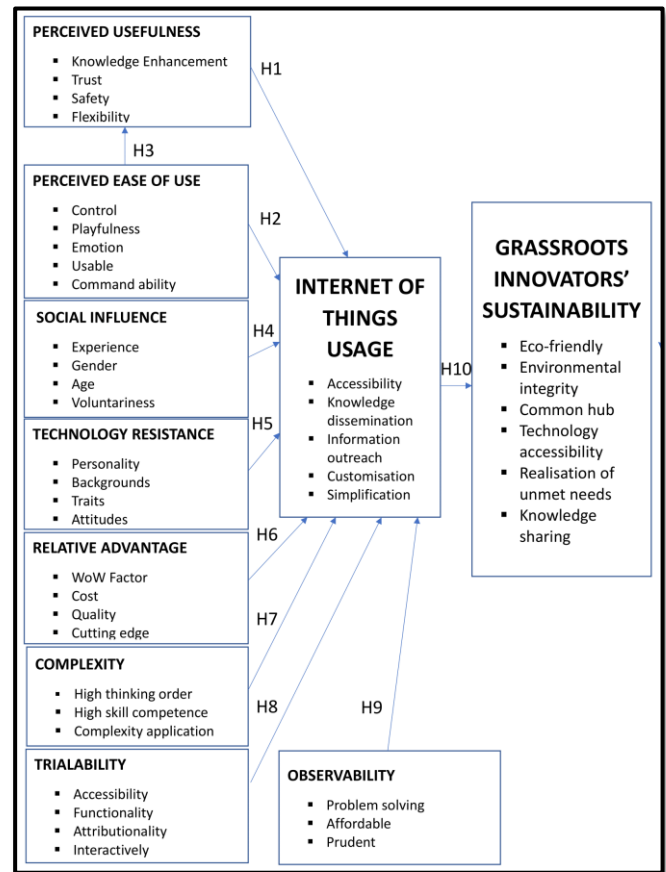 PERCEIVED USEFULNESS
▪ Knowledge Enhancement
▪ Trust
▪ Safety
▪ Flexibility
H1
H3
PERCEIVED EASE OF USE
▪ Control
▪ Playfulness
▪ Emotion
▪ Usable
▪ Command ability
H2
SOCIAL INFLUENCE
▪ Experience
▪ Gender
▪ Age
▪ Voluntariness
H4
TECHNOLOGY RESISTANCE
▪ Personality
▪ Backgrounds
▪ Traits
▪ Attitudes
H5
RELATIVE ADVANTAGE
▪ WoW Factor
▪ Cost
▪ Quality
▪ Cutting edge
H6
COMPLEXITY
▪ High thinking order
▪ High skill competence
▪ Complexity application
H7
TRIALABILITY
▪ Accessibility
▪ Functionality
▪ Attributionality
▪ Interactively
H8
OBSERVABILITY
▪ Problem solving
▪ Affordable
▪ Prudent
H9
INTERNET OF
THINGS
USAGE
▪ Accessibility
▪ Knowledge
dissemination
▪ Information
outreach
▪ Customisation
▪ Simplification
H10
GRASSROOTS
INNOVATORS’
SUSTAINABILITY
▪ Eco-friendly
▪ Environmental
integrity
▪ Common hub
▪ Technology
accessibility
▪ Realisation of
unmet needs
▪ Knowledge
sharing